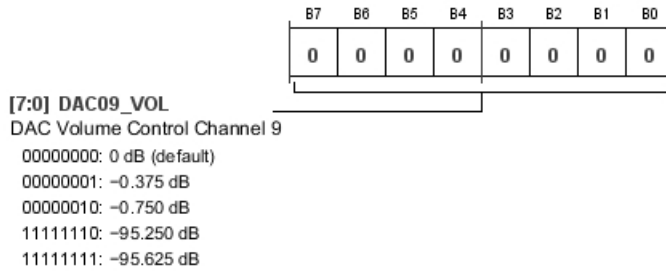 B7 B6 B5 B4 B3 B2 B1 B0
0 0 0 0 0 0 0 0
[7:0] DAC09_VOL
DAC Volume Control Channel 9
00000000: 0 dB (default)
00000001: −0.375 dB
00000010: −0.750 dB
11111110: −95.250 dB
11111111: −95.625 dB